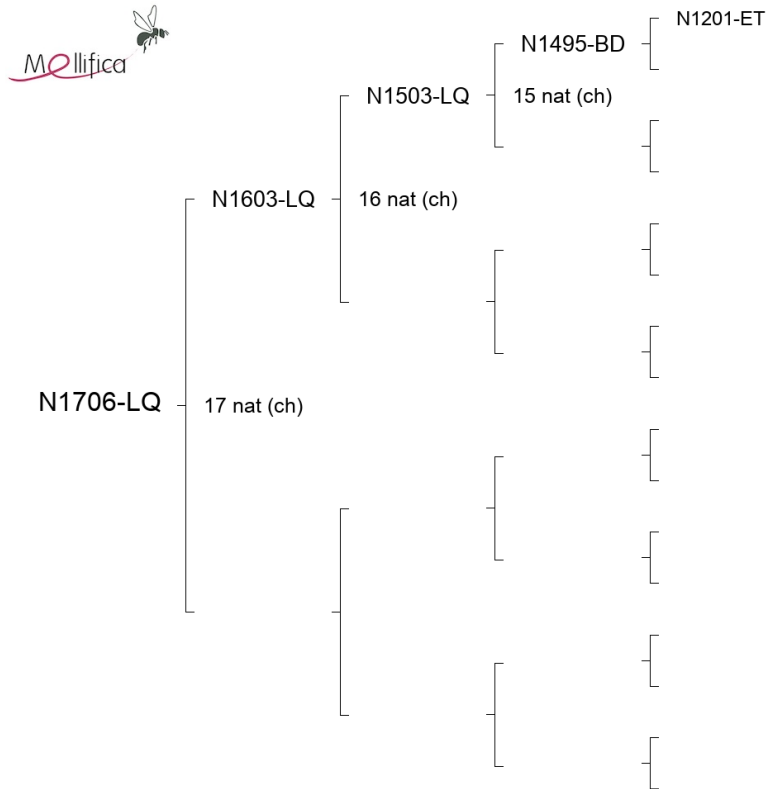 Mellifica
N1201-ET
N1495-BD
N1503-LQ
15 nat (ch)
N1603-LQ
16 nat (ch)
N1706-LQ
17 nat (ch)